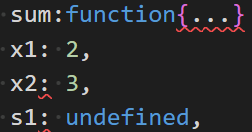 sum:function{...}
x1: 2,
x2: 3,
s1: undefined,